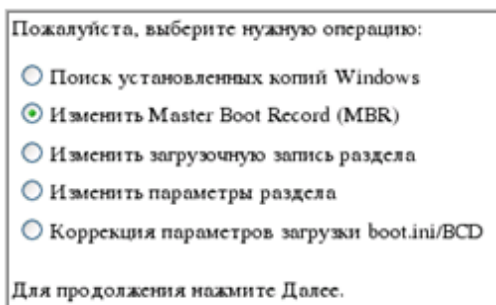 Пожалуйста, выберите нужную операцию:
Поиск установленных копий Windows
Изменить Master Boot Record (MBR)
Изменить загрузочную запись раздела
Изменить параметры раздела
Коррекция параметров загрузки boot.ini/BCD
Для продолжения нажмите Далее.